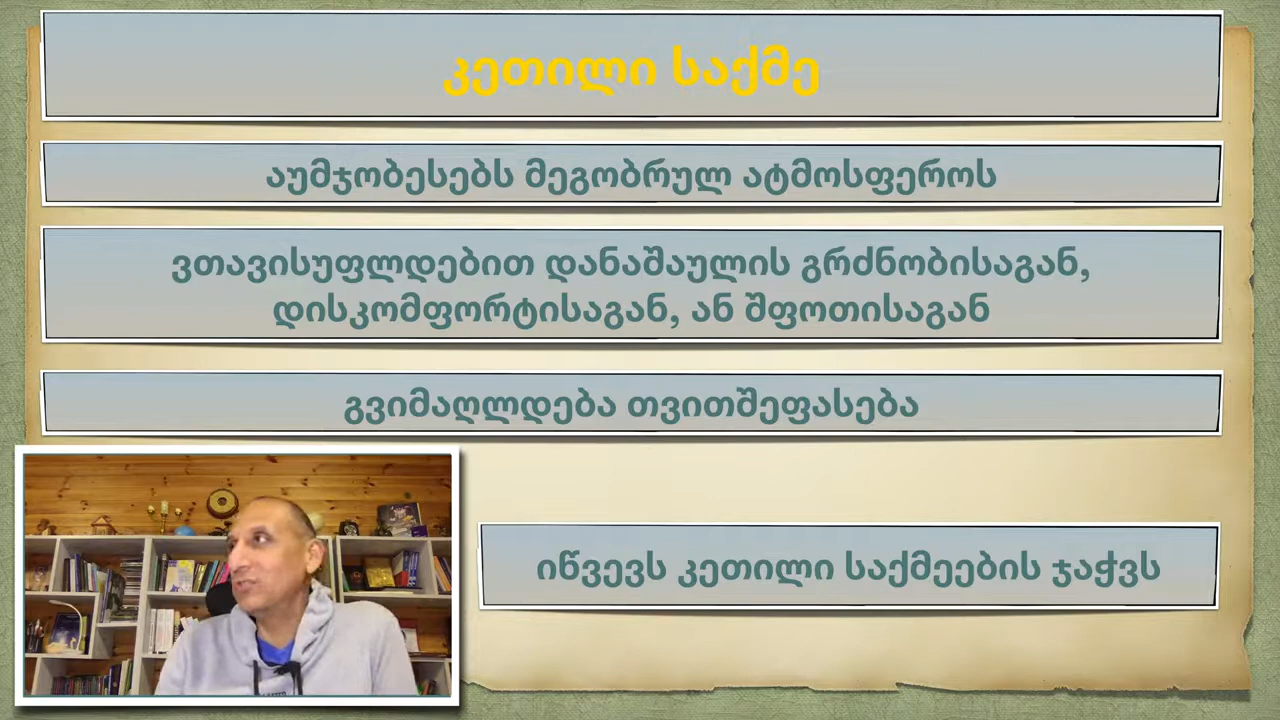 კეთილი საქმე
აუმჯობესებს მეგობრულ ატმოსფეროს
ვთავისუფლდებით დანაშაულის გრძნობისაგან,
დისკომფორტისაგან, ან შფოთისაგან
გვიმაღლდება თვითშეფასება
იწვევს კეთილი საქმეების ჯაჭვს